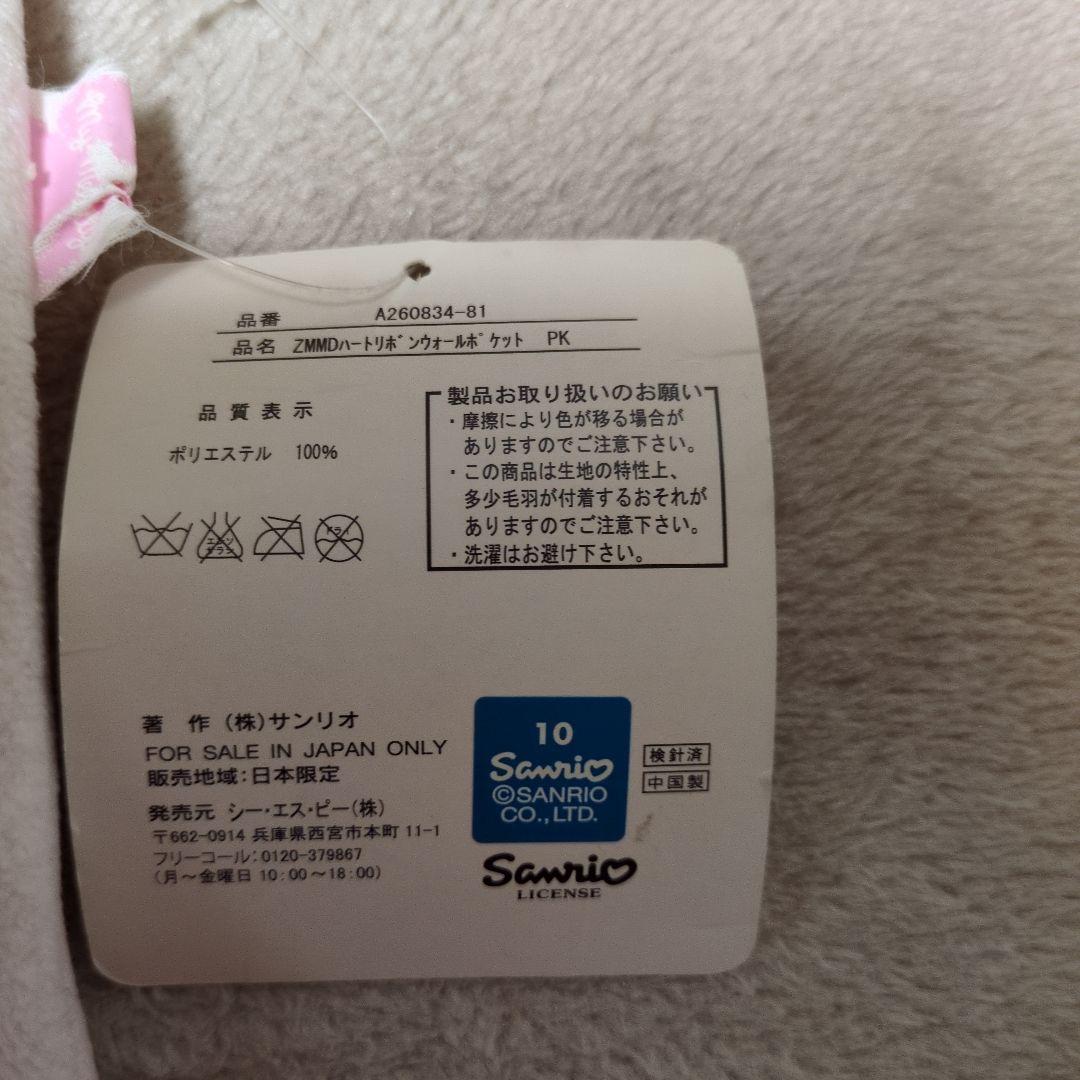 品番 A260834-81
品名 ZMMDハートリボンウォールポケット PK
品質表示
ポリエステル 100%
エンソ
サラシ
ドライ
製品お取り扱いのお願い
・摩擦により色が移る場合が
ありますのでご注意下さい。
・この商品は生地の特性上、
多少毛羽が付着するおそれが
ありますのでご注意下さい。
・洗濯はお避け下さい。
著 作 (株)サンリオ
FOR SALE IN JAPAN ONLY
販売地域:日本限定
発売元 シー・エス・ピー(株)
〒662-0914 兵庫県西宮市本町 11-1
フリーコール:0120-379867
(月～金曜日 10:00～18:00)
10
Sanrio
©SANRIO
CO.,LTD.
検針済
中国製
Sanrio
LICENSE